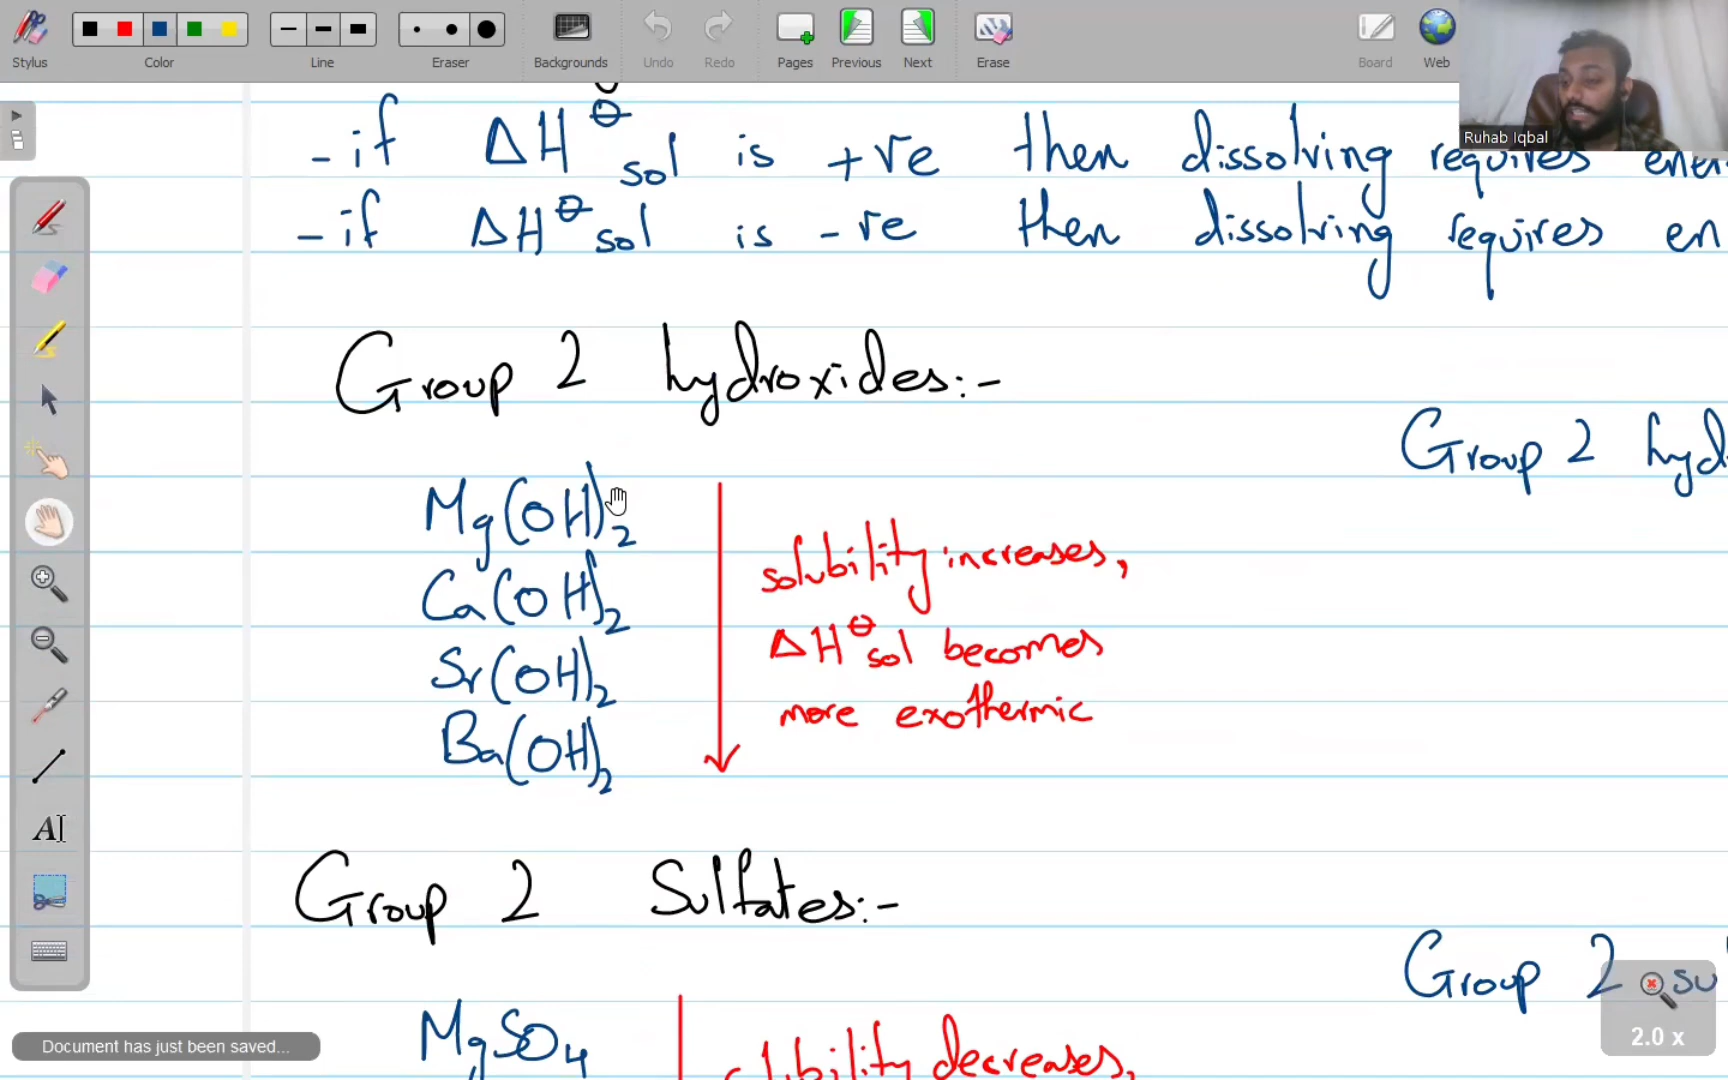 Stylus
Color
Line
Eraser
Backgrounds
Undo
Redo
Pages
Previous
Next
Erase
Board
Web
Ruhab Iqbal
- if ΔH⦵sol is +ve then dissolving requires
- if ΔH⦵sol is -ve then dissolving requires en
Group 2 hydroxides:-
Group 2 hyd
Mg(OH)2
Ca(OH)2
Sr(OH)2
Ba(OH)2
solubility increases,
ΔH⦵sol becomes
more exothermic
Group 2 Sulfates:-
Group 2 su
MgSO4
solubility decreases,
Document has just been saved...
2.0 x